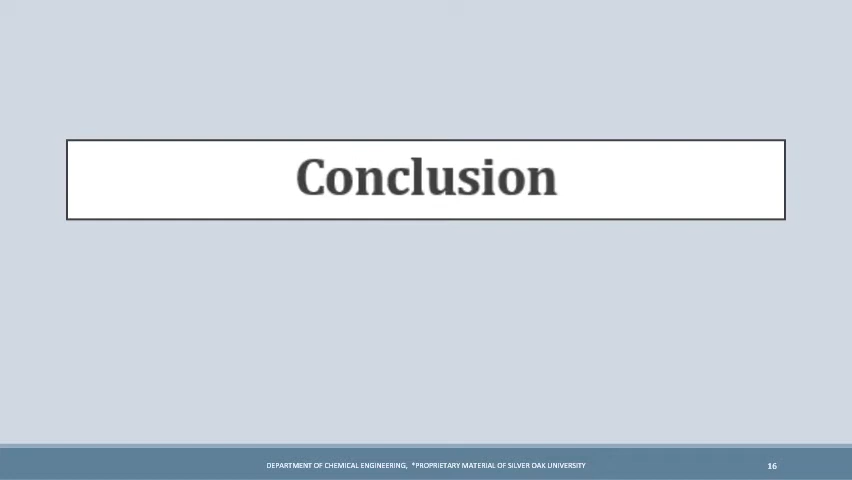 Conclusion
DEPARTMENT OF CHEMICAL ENGINEERING, *PROPRIETARY MATERIAL OF SILVER OAK UNIVERSITY
16